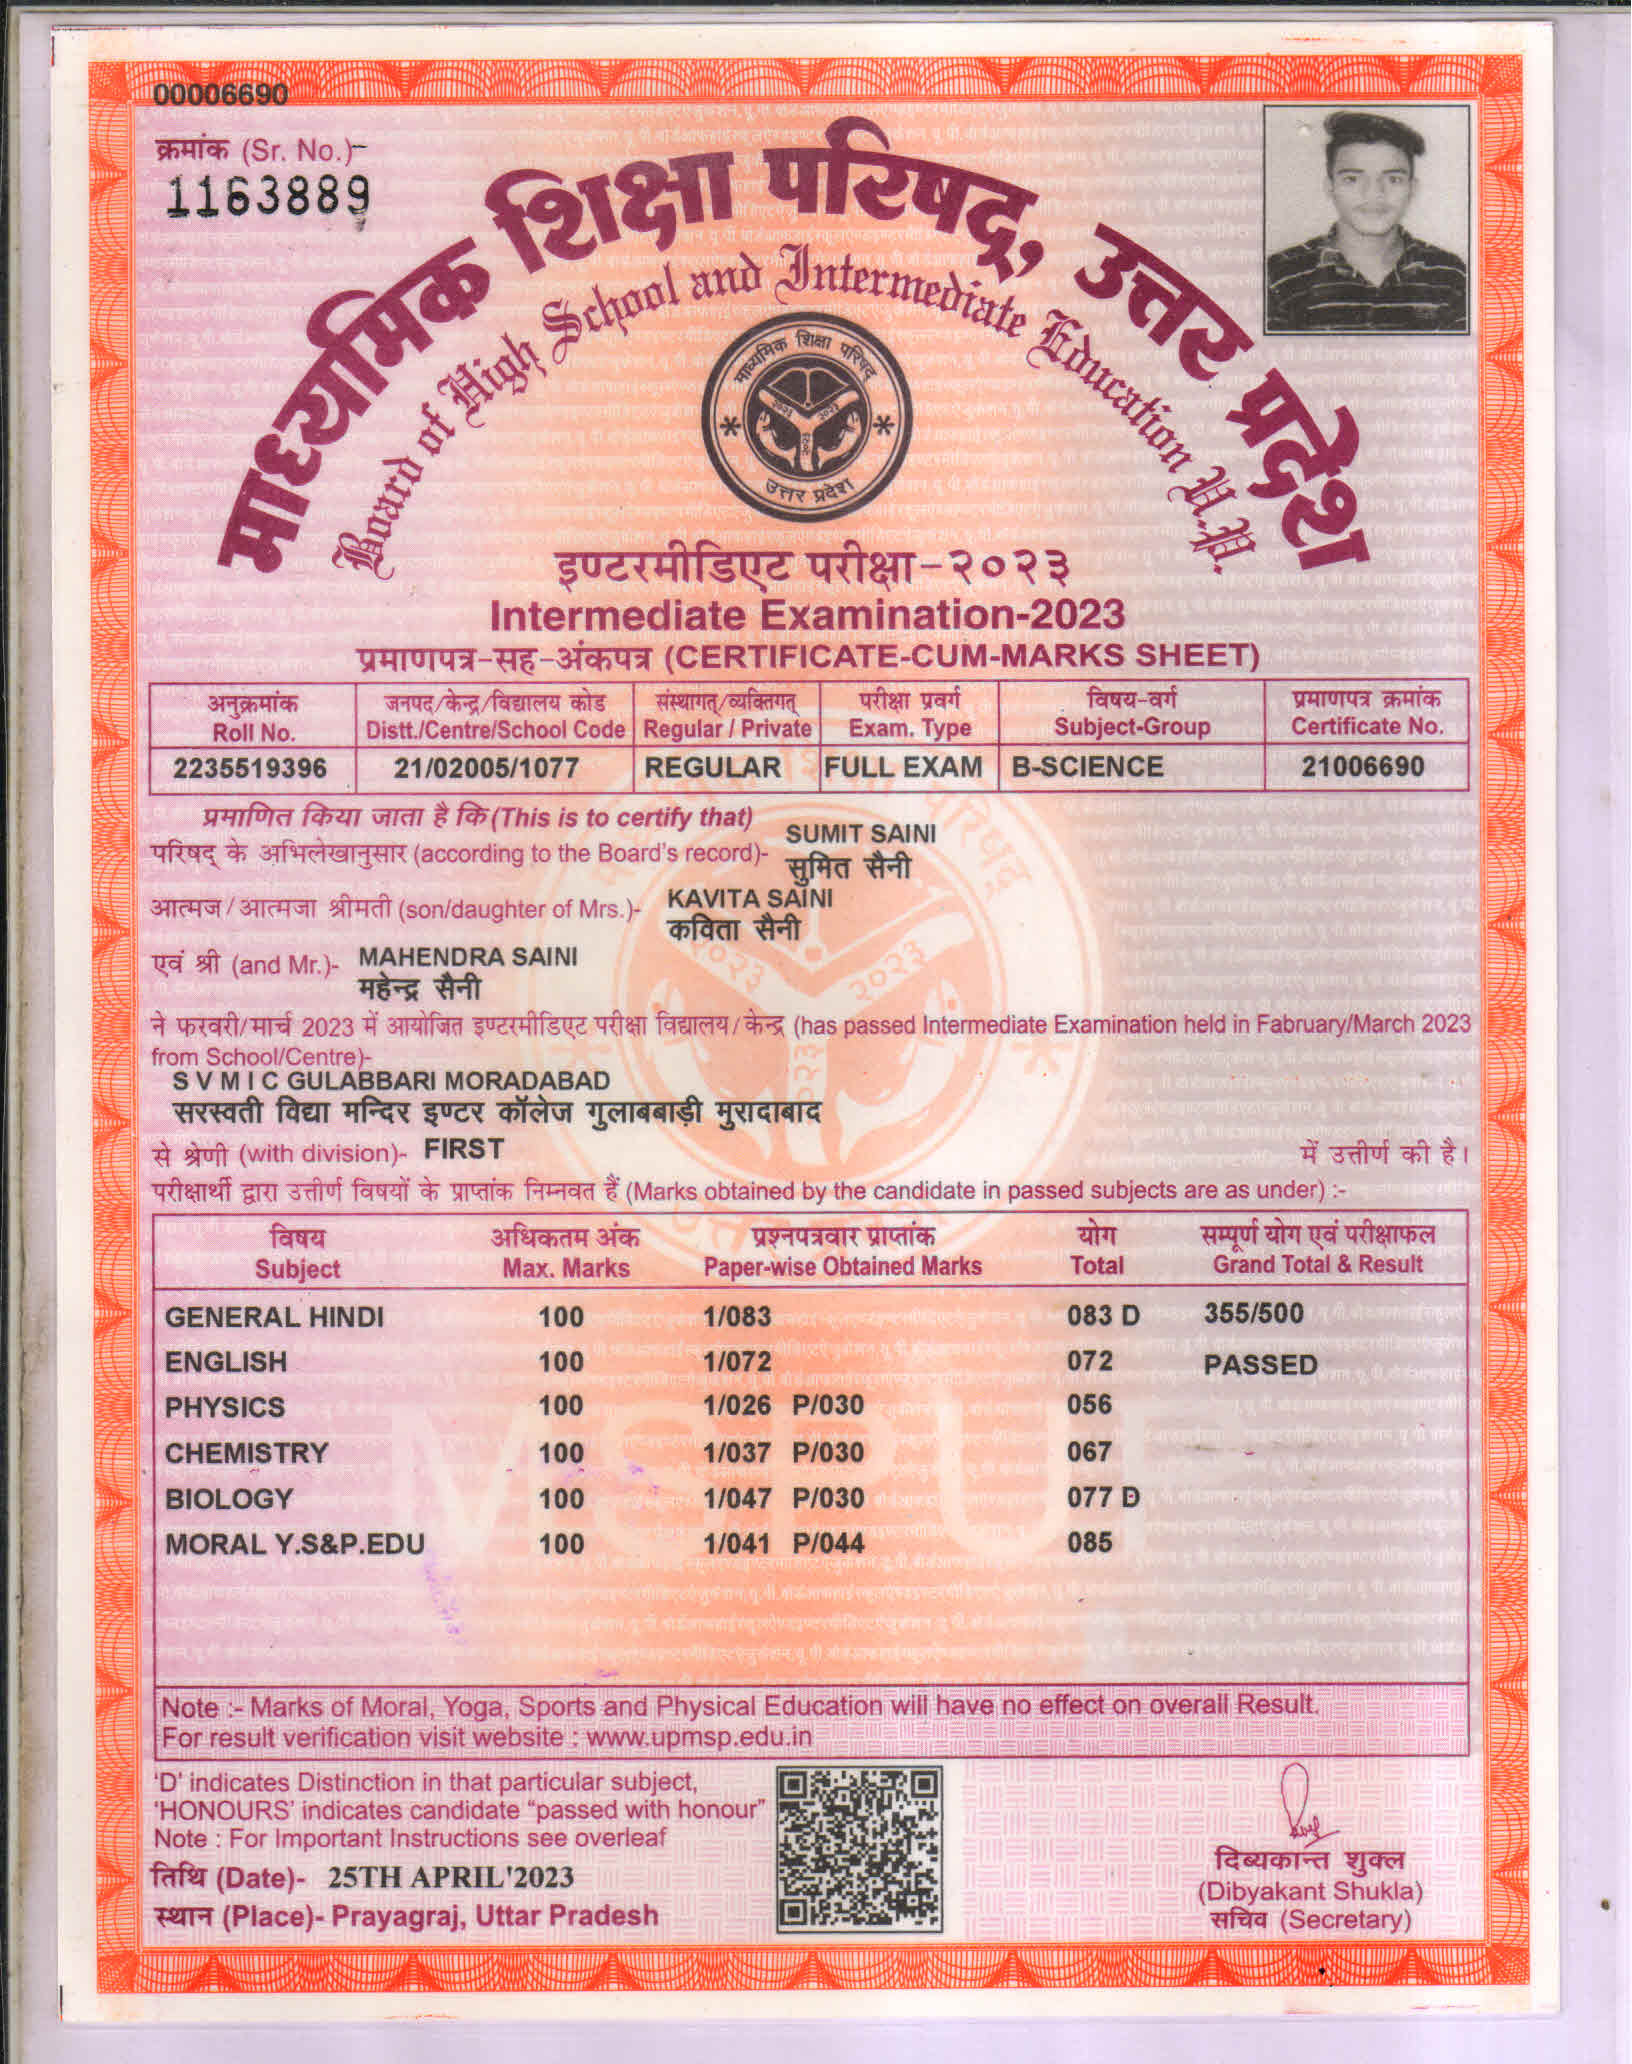 00006690
क्रमांक (Sr. No.)-
1163889
माध्यमिक शिक्षा परिषद्, उत्तर प्रदेश
Board of High School and Intermediate Education U.P.
माध्यमिक शिक्षा परिषद्
२०२३ २०२३
२०२३
उत्तर प्रदेश
इण्टरमीडिएट परीक्षा-२०२३
Intermediate Examination-2023
प्रमाणपत्र-सह-अंकपत्र (CERTIFICATE-CUM-MARKS SHEET)
अनुक्रमांक जनपद/केन्द्र/विद्यालय कोड संस्थागत्/व्यक्तिगत् परीक्षा प्रवर्ग विषय-वर्ग प्रमाणपत्र क्रमांक
Roll No. Distt./Centre/School Code Regular / Private Exam. Type Subject-Group Certificate No.
2235519396 21/02005/1077 REGULAR FULL EXAM B-SCIENCE 21006690
प्रमाणित किया जाता है कि (This is to certify that)
SUMIT SAINI
परिषद् के अभिलेखानुसार (according to the Board's record)- सुमित सैनी
KAVITA SAINI
आत्मज/आत्मजा श्रीमती (son/daughter of Mrs.)- कविता सैनी
एवं श्री (and Mr.)- MAHENDRA SAINI
महेन्द्र सैनी
ने फरवरी/मार्च 2023 में आयोजित इण्टरमीडिएट परीक्षा विद्यालय/केन्द्र (has passed Intermediate Examination held in Fabruary/March 2023
from School/Centre)-
S V M I C GULABBARI MORADABAD
सरस्वती विद्या मन्दिर इण्टर कॉलेज गुलाबबाड़ी मुरादाबाद
से श्रेणी (with division)- FIRST में उत्तीर्ण की है।
परीक्षार्थी द्वारा उत्तीर्ण विषयों के प्राप्तांक निम्नवत हैं (Marks obtained by the candidate in passed subjects are as under) :-
विषय अधिकतम अंक प्रश्नपत्रवार प्राप्तांक योग सम्पूर्ण योग एवं परीक्षाफल
Subject Max. Marks Paper-wise Obtained Marks Total Grand Total & Result
GENERAL HINDI 100 1/083 083 D 355/500
ENGLISH 100 1/072 072 PASSED
PHYSICS 100 1/026 P/030 056
CHEMISTRY 100 1/037 P/030 067
BIOLOGY 100 1/047 P/030 077 D
MORAL Y.S&P.EDU 100 1/041 P/044 085
Note :- Marks of Moral, Yoga, Sports and Physical Education will have no effect on overall Result.
For result verification visit website : www.upmsp.edu.in
'D' indicates Distinction in that particular subject,
'HONOURS' indicates candidate "passed with honour"
Note : For Important Instructions see overleaf
तिथि (Date)- 25TH APRIL'2023
स्थान (Place)- Prayagraj, Uttar Pradesh
दिब्यकान्त शुक्ल
(Dibyakant Shukla)
सचिव (Secretary)